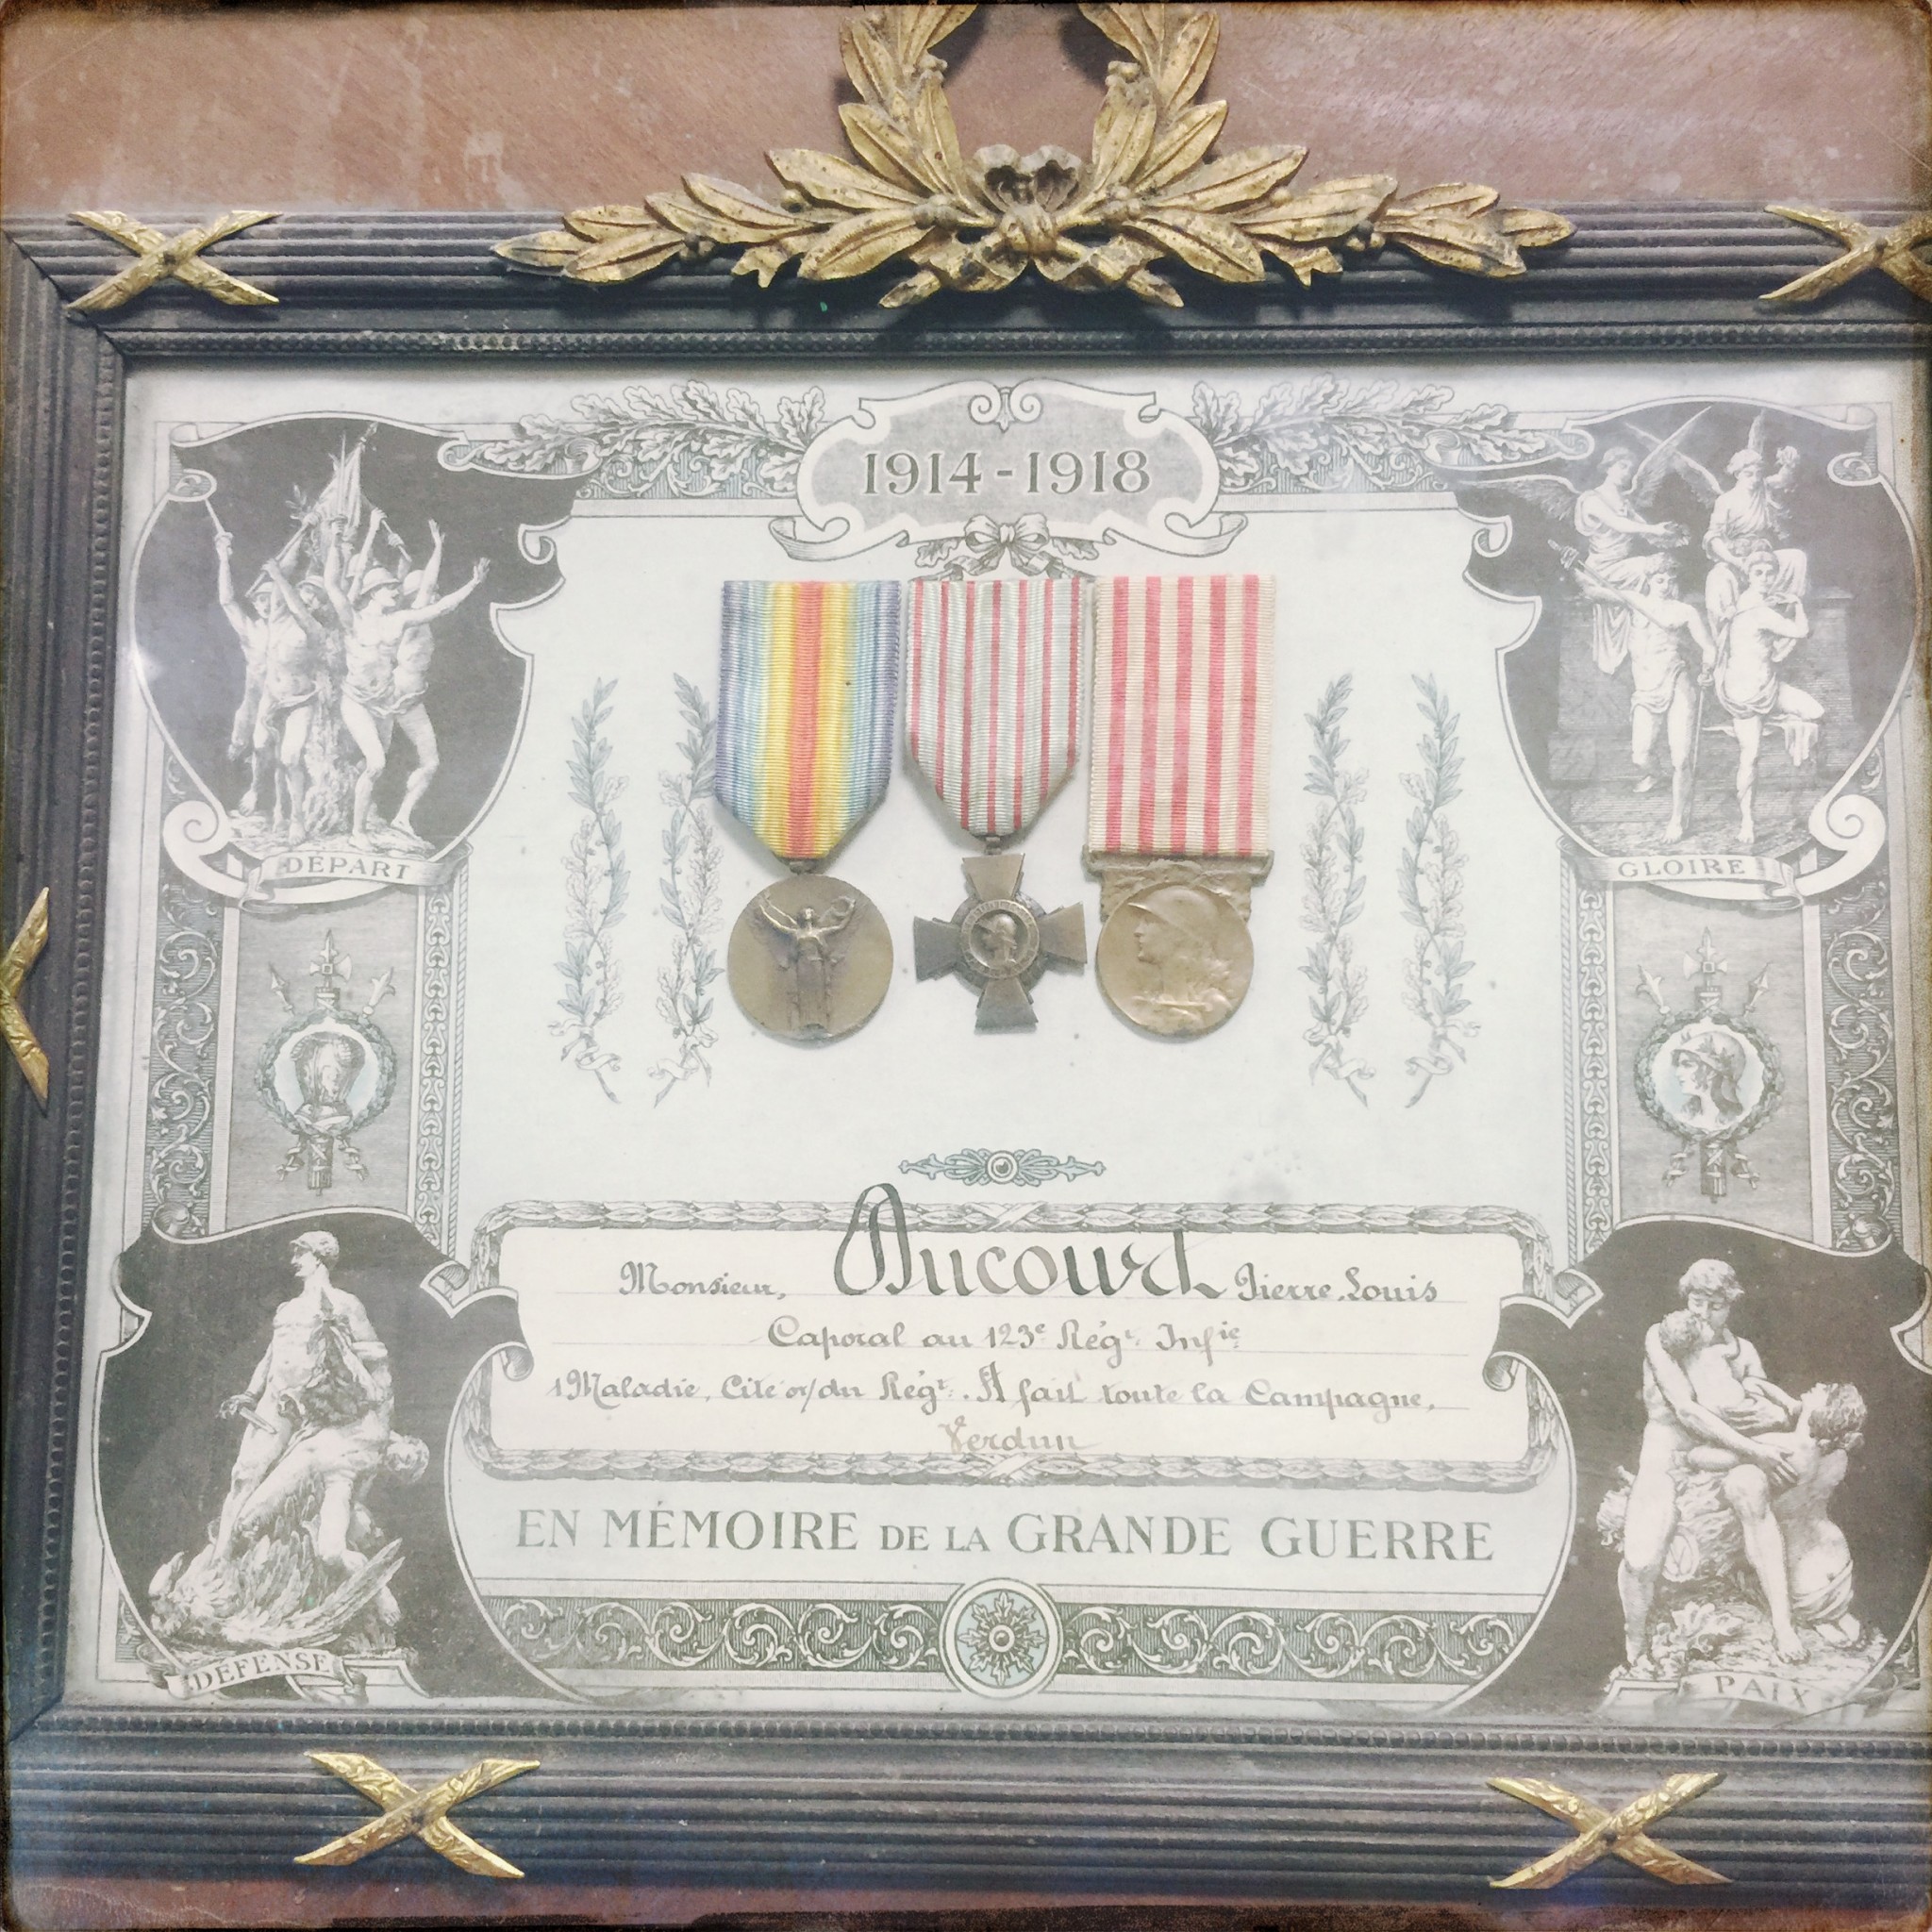 1914-1918
DÉPART
GLOIRE
Monsieur, Aucourt Pierre, Louis
Caporal au 123e Régt Infie
1 Maladie, Cité o/du Régt. A fait toute la Campagne,
Verdun
EN MÉMOIRE DE LA GRANDE GUERRE
DÉFENSE
PAIX